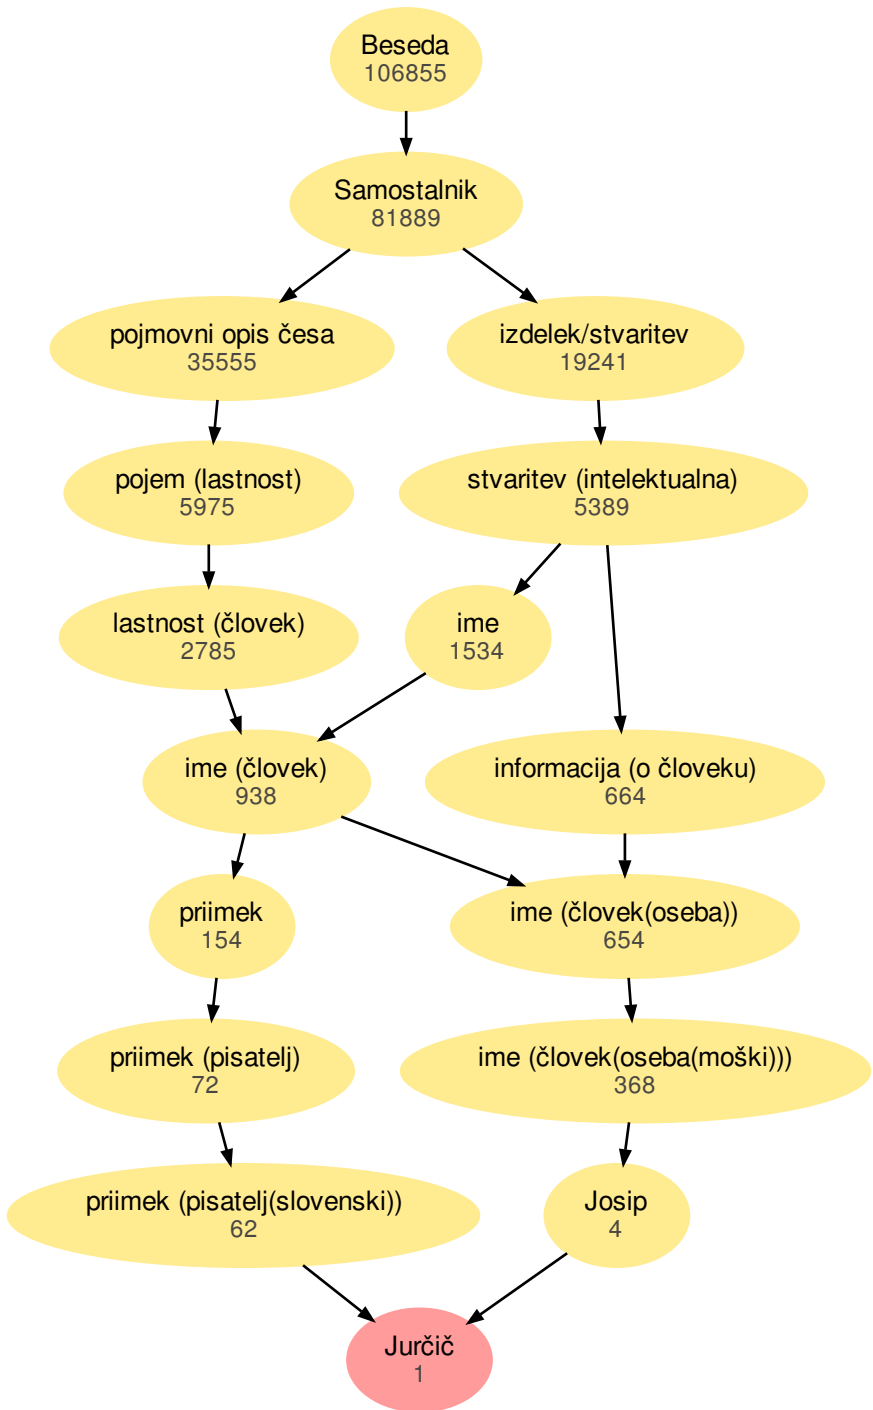 Beseda
106855
Samostalnik
81889
pojmovni opis česa
35555
izdelek/stvaritev
19241
pojem (lastnost)
5975
stvaritev (intelektualna)
5389
lastnost (človek)
2785
ime
1534
ime (človek)
938
informacija (o človeku)
664
priimek
154
ime (človek(oseba))
654
priimek (pisatelj)
72
ime (človek(oseba(moški)))
368
priimek (pisatelj(slovenski))
62
Josip
4
Jurčič
1